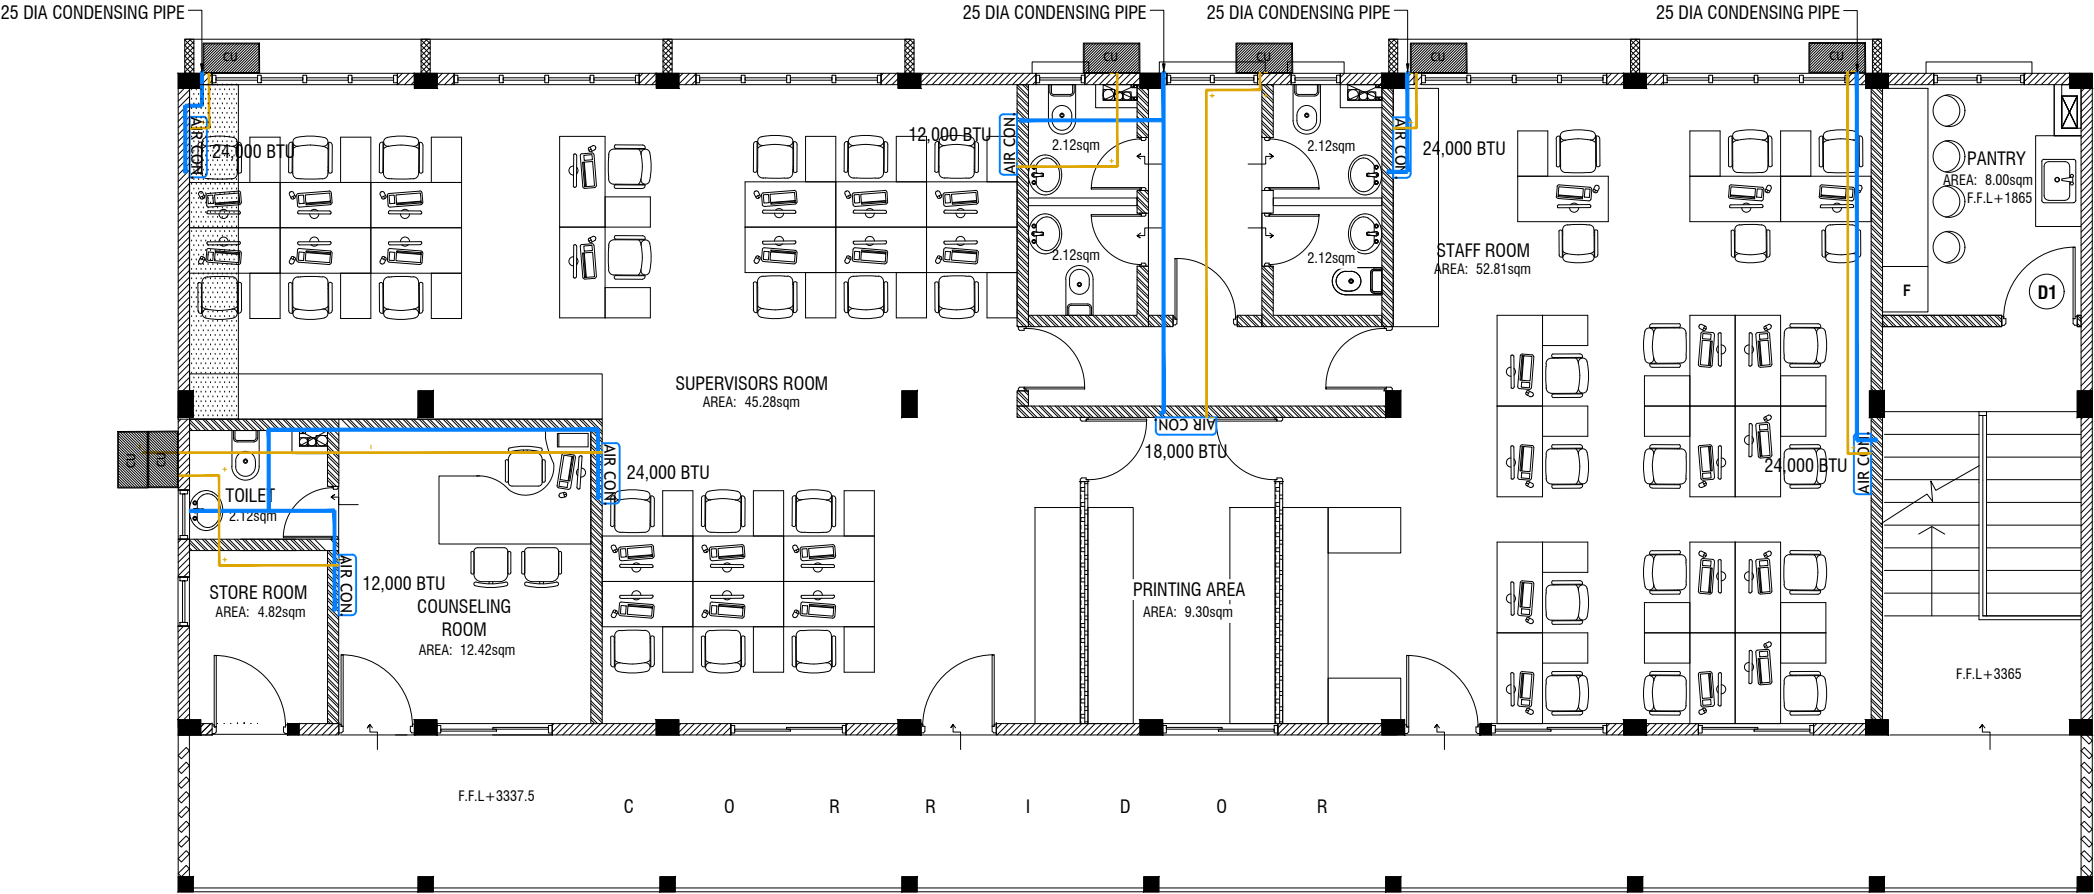 25 DIA CONDENSING PIPE
25 DIA CONDENSING PIPE
25 DIA CONDENSING PIPE
25 DIA CONDENSING PIPE
CU
CU
CU
CU
CU
AIR CON.
24,000 BTU
12,000 BTU
AIR CON.
2.12sqm
2.12sqm
AIR CON.
24,000 BTU
PANTRY
AREA: 8.00sqm
F.F.L+1865
2.12sqm
2.12sqm
STAFF ROOM
AREA: 52.81sqm
F
D1
SUPERVISORS ROOM
AREA: 45.28sqm
AIR CON.
18,000 BTU
CU
CU
AIR CON.
24,000 BTU
24,000 BTU
AIR CON.
TOILET
2.12sqm
AIR CON.
12,000 BTU
STORE ROOM
AREA: 4.82sqm
COUNSELING
ROOM
AREA: 12.42sqm
PRINTING AREA
AREA: 9.30sqm
F.F.L+3365
F.F.L+3337.5
C O R R I D O R